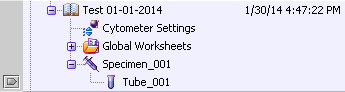 Test 01-01-2014 1/30/14 4:47:22 PM
Cytometer Settings
Global Worksheets
Specimen_001
Tube_001